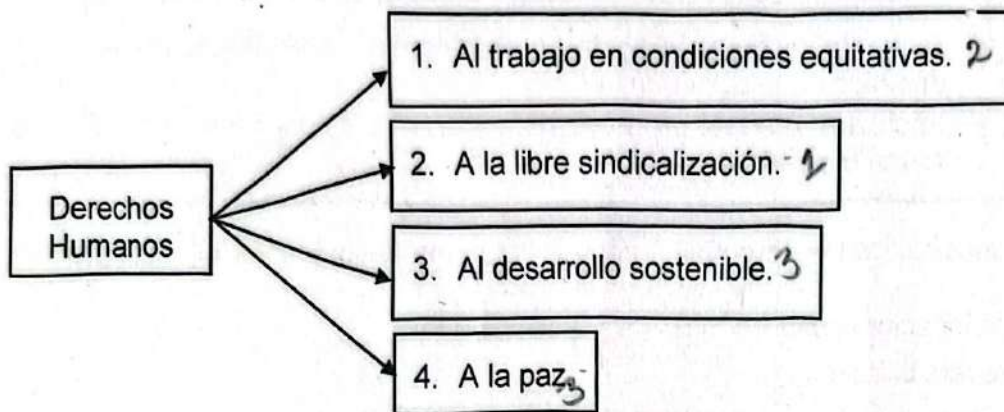 1. Al trabajo en condiciones equitativas. 2
2. A la libre sindicalización. 2
Derechos
Humanos
3. Al desarrollo sostenible. 3
4. A la paz. 3